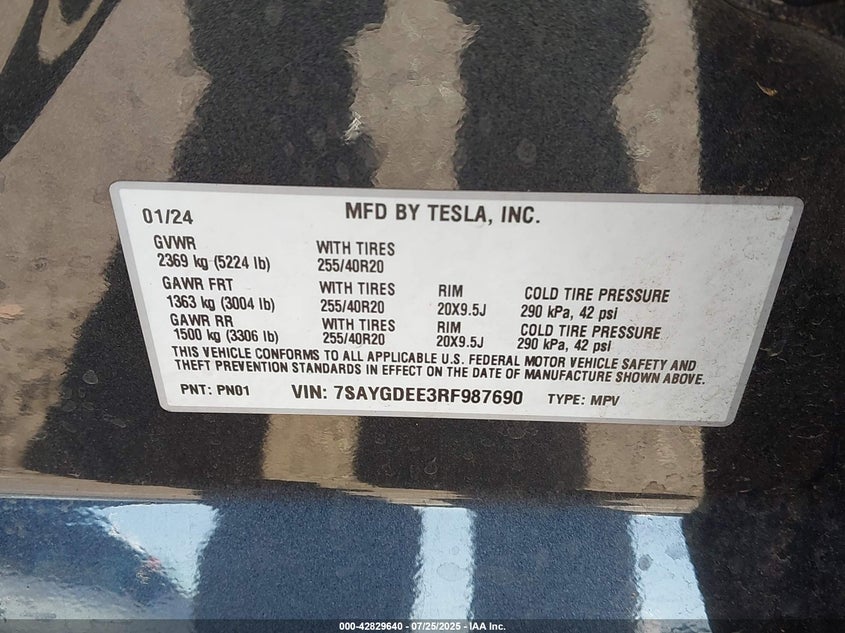 01/24 MFD BY TESLA, INC.
GVWR WITH TIRES
2369 kg (5224 lb) 255/40R20
GAWR FRT WITH TIRES RIM COLD TIRE PRESSURE
1363 kg (3004 lb) 255/40R20 20X9.5J 290 kPa, 42 psi
GAWR RR WITH TIRES RIM COLD TIRE PRESSURE
1500 kg (3306 lb) 255/40R20 20X9.5J 290 kPa, 42 psi
THIS VEHICLE CONFORMS TO ALL APPLICABLE U.S. FEDERAL MOTOR VEHICLE SAFETY AND
THEFT PREVENTION STANDARDS IN EFFECT ON THE DATE OF MANUFACTURE SHOWN ABOVE.
PNT: PN01 VIN: 7SAYGDEE3RF987690 TYPE: MPV
000-42829640 - 07/25/2025 - IAA Inc.